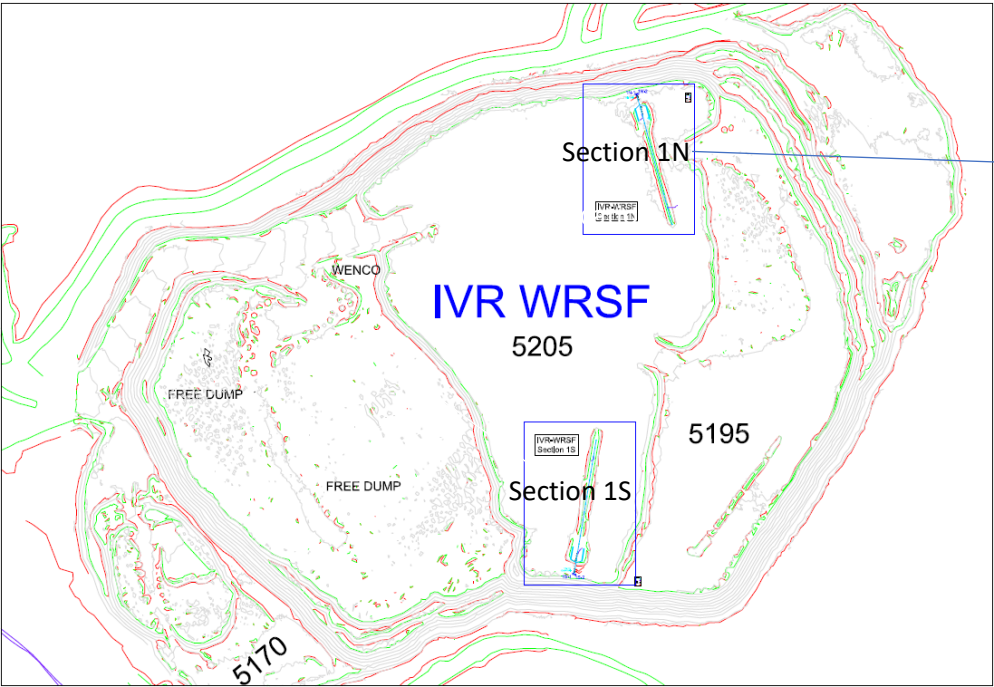 Section 1N
IVR-WRSF
Section 1N
WENCO
IVR WRSF
5205
FREE DUMP
5195
IVR-WRSF
Section 1S
FREE DUMP
Section 1S
5170